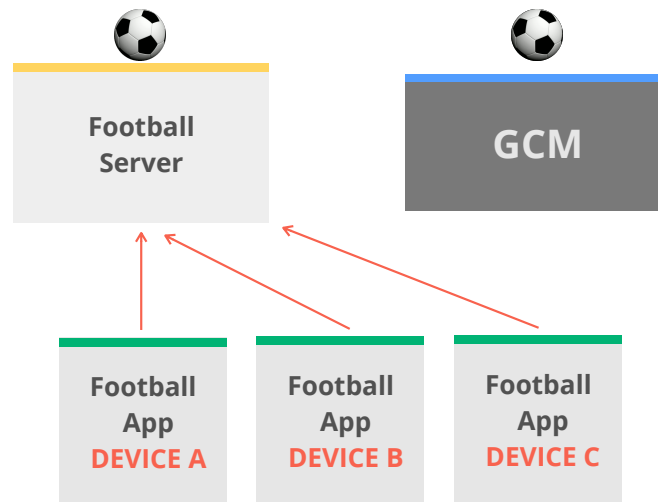 Football
Server
GCM
Football
App
DEVICE A
Football
App
DEVICE B
Football
App
DEVICE C